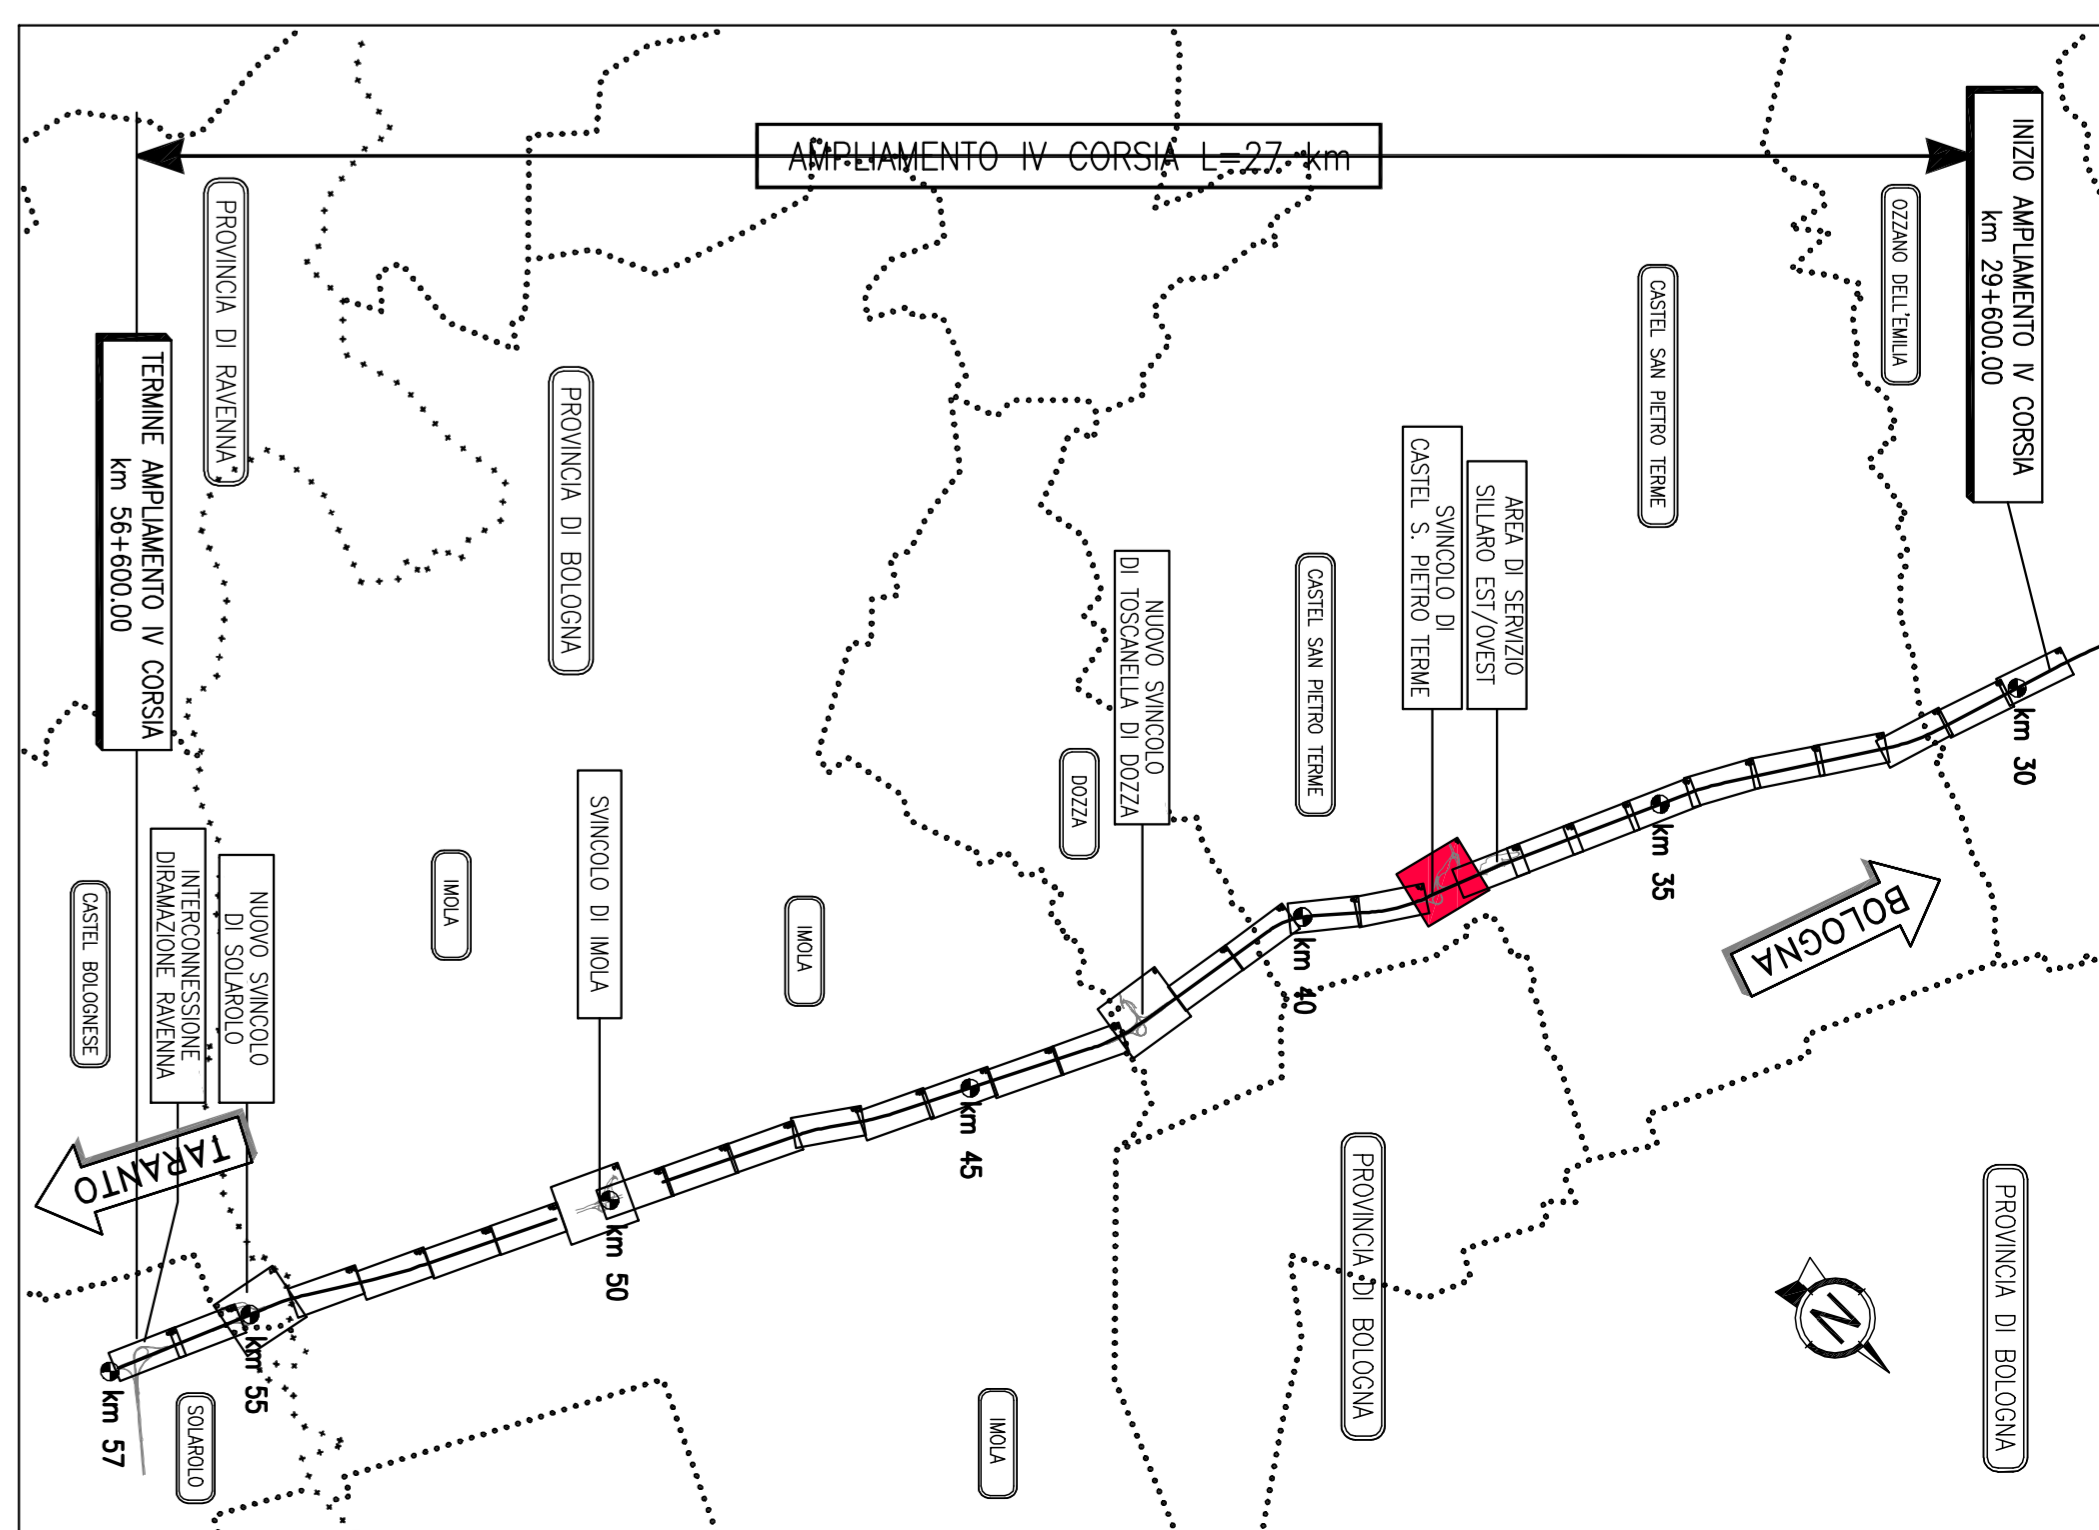 AMPLIAMENTO IV CORSIA L=27 km
INIZIO AMPLIAMENTO IV CORSIA
km 29+600.00
OZZANO DELL'EMILIA
CASTEL SAN PIETRO TERME
AREA DI SERVIZIO
SILLARO EST/OVEST
SVINCOLO DI
CASTEL S. PIETRO TERME
CASTEL SAN PIETRO TERME
NUOVO SVINCOLO
DI TOSCANELLA DI DOZZA
DOZZA
PROVINCIA DI BOLOGNA
PROVINCIA DI RAVENNA
TERMINE AMPLIAMENTO IV CORSIA
km 56+600.00
SVINCOLO DI IMOLA
IMOLA
IMOLA
NUOVO SVINCOLO
DI SOLAROLO
INTERCONNESSIONE
DIRAMAZIONE RAVENNA
CASTEL BOLOGNESE
km 30
km 35
km 40
km 45
km 50
km 55
km 57
BOLOGNA
TARANTO
PROVINCIA DI BOLOGNA
PROVINCIA DI BOLOGNA
IMOLA
SOLAROLO
N